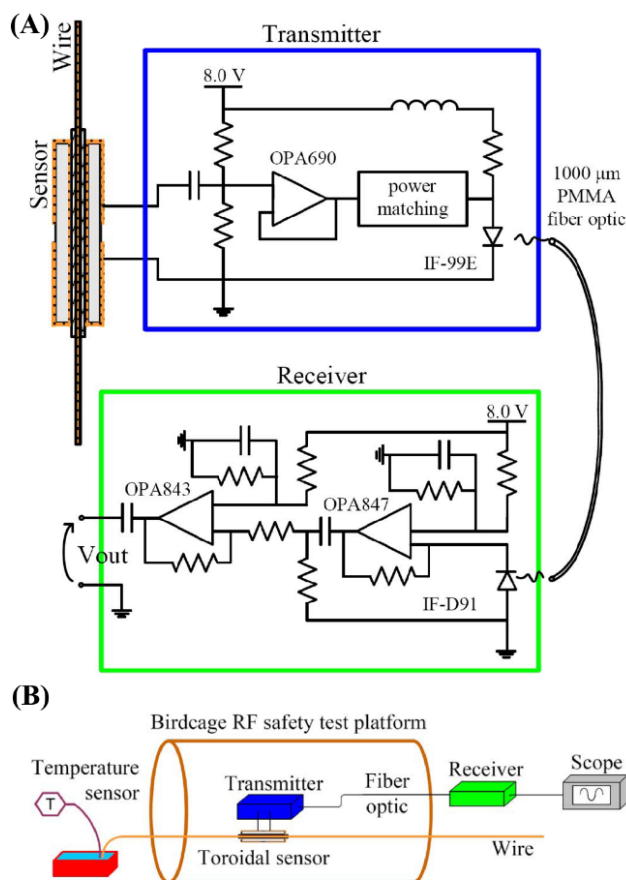 (A)
Wire
Sensor
Transmitter
8.0 V
OPA690
power
matching
IF-99E
1000 μm
PMMA
fiber optic
Receiver
8.0 V
OPA843
OPA847
Vout
IF-D91
(B)
Birdcage RF safety test platform
Temperature
sensor
T
Transmitter
Fiber
optic
Receiver
Scope
Toroidal sensor
Wire